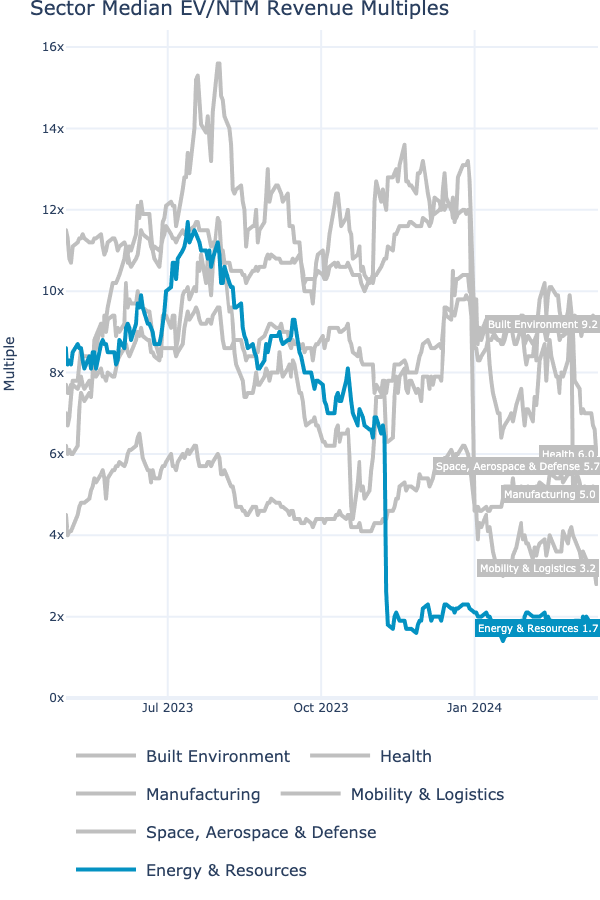 Sector Median EV/NTM Revenue Multiples
16x
14x
12x
10x
8x
6x
4x
2x
0x
Multiple
Built Environment 9.2
Health 6.0
Space, Aerospace & Defense 5.7
Manufacturing 5.0
Mobility & Logistics 3.2
Energy & Resources 1.7
Jul 2023 Oct 2023 Jan 2024
Built Environment Health
Manufacturing Mobility & Logistics
Space, Aerospace & Defense
Energy & Resources